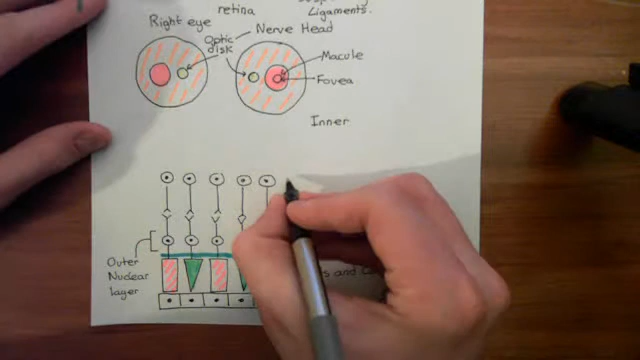 retina
Ligaments.
Right eye
Optic
disk
Nerve Head
Macule
Fovea
Inner
Outer
Nuclear
layer
s and